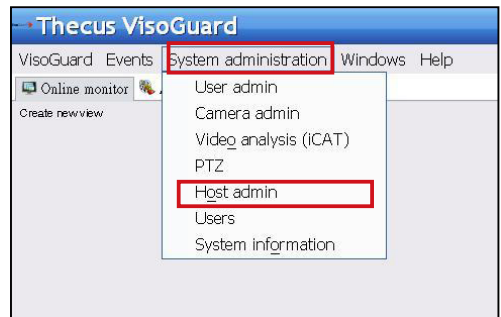 Thecus VisoGuard
VisoGuard Events System administration Windows Help
Online monitor
Create new view
User admin
Camera admin
Video analysis (iCAT)
PTZ
Host admin
Users
System information